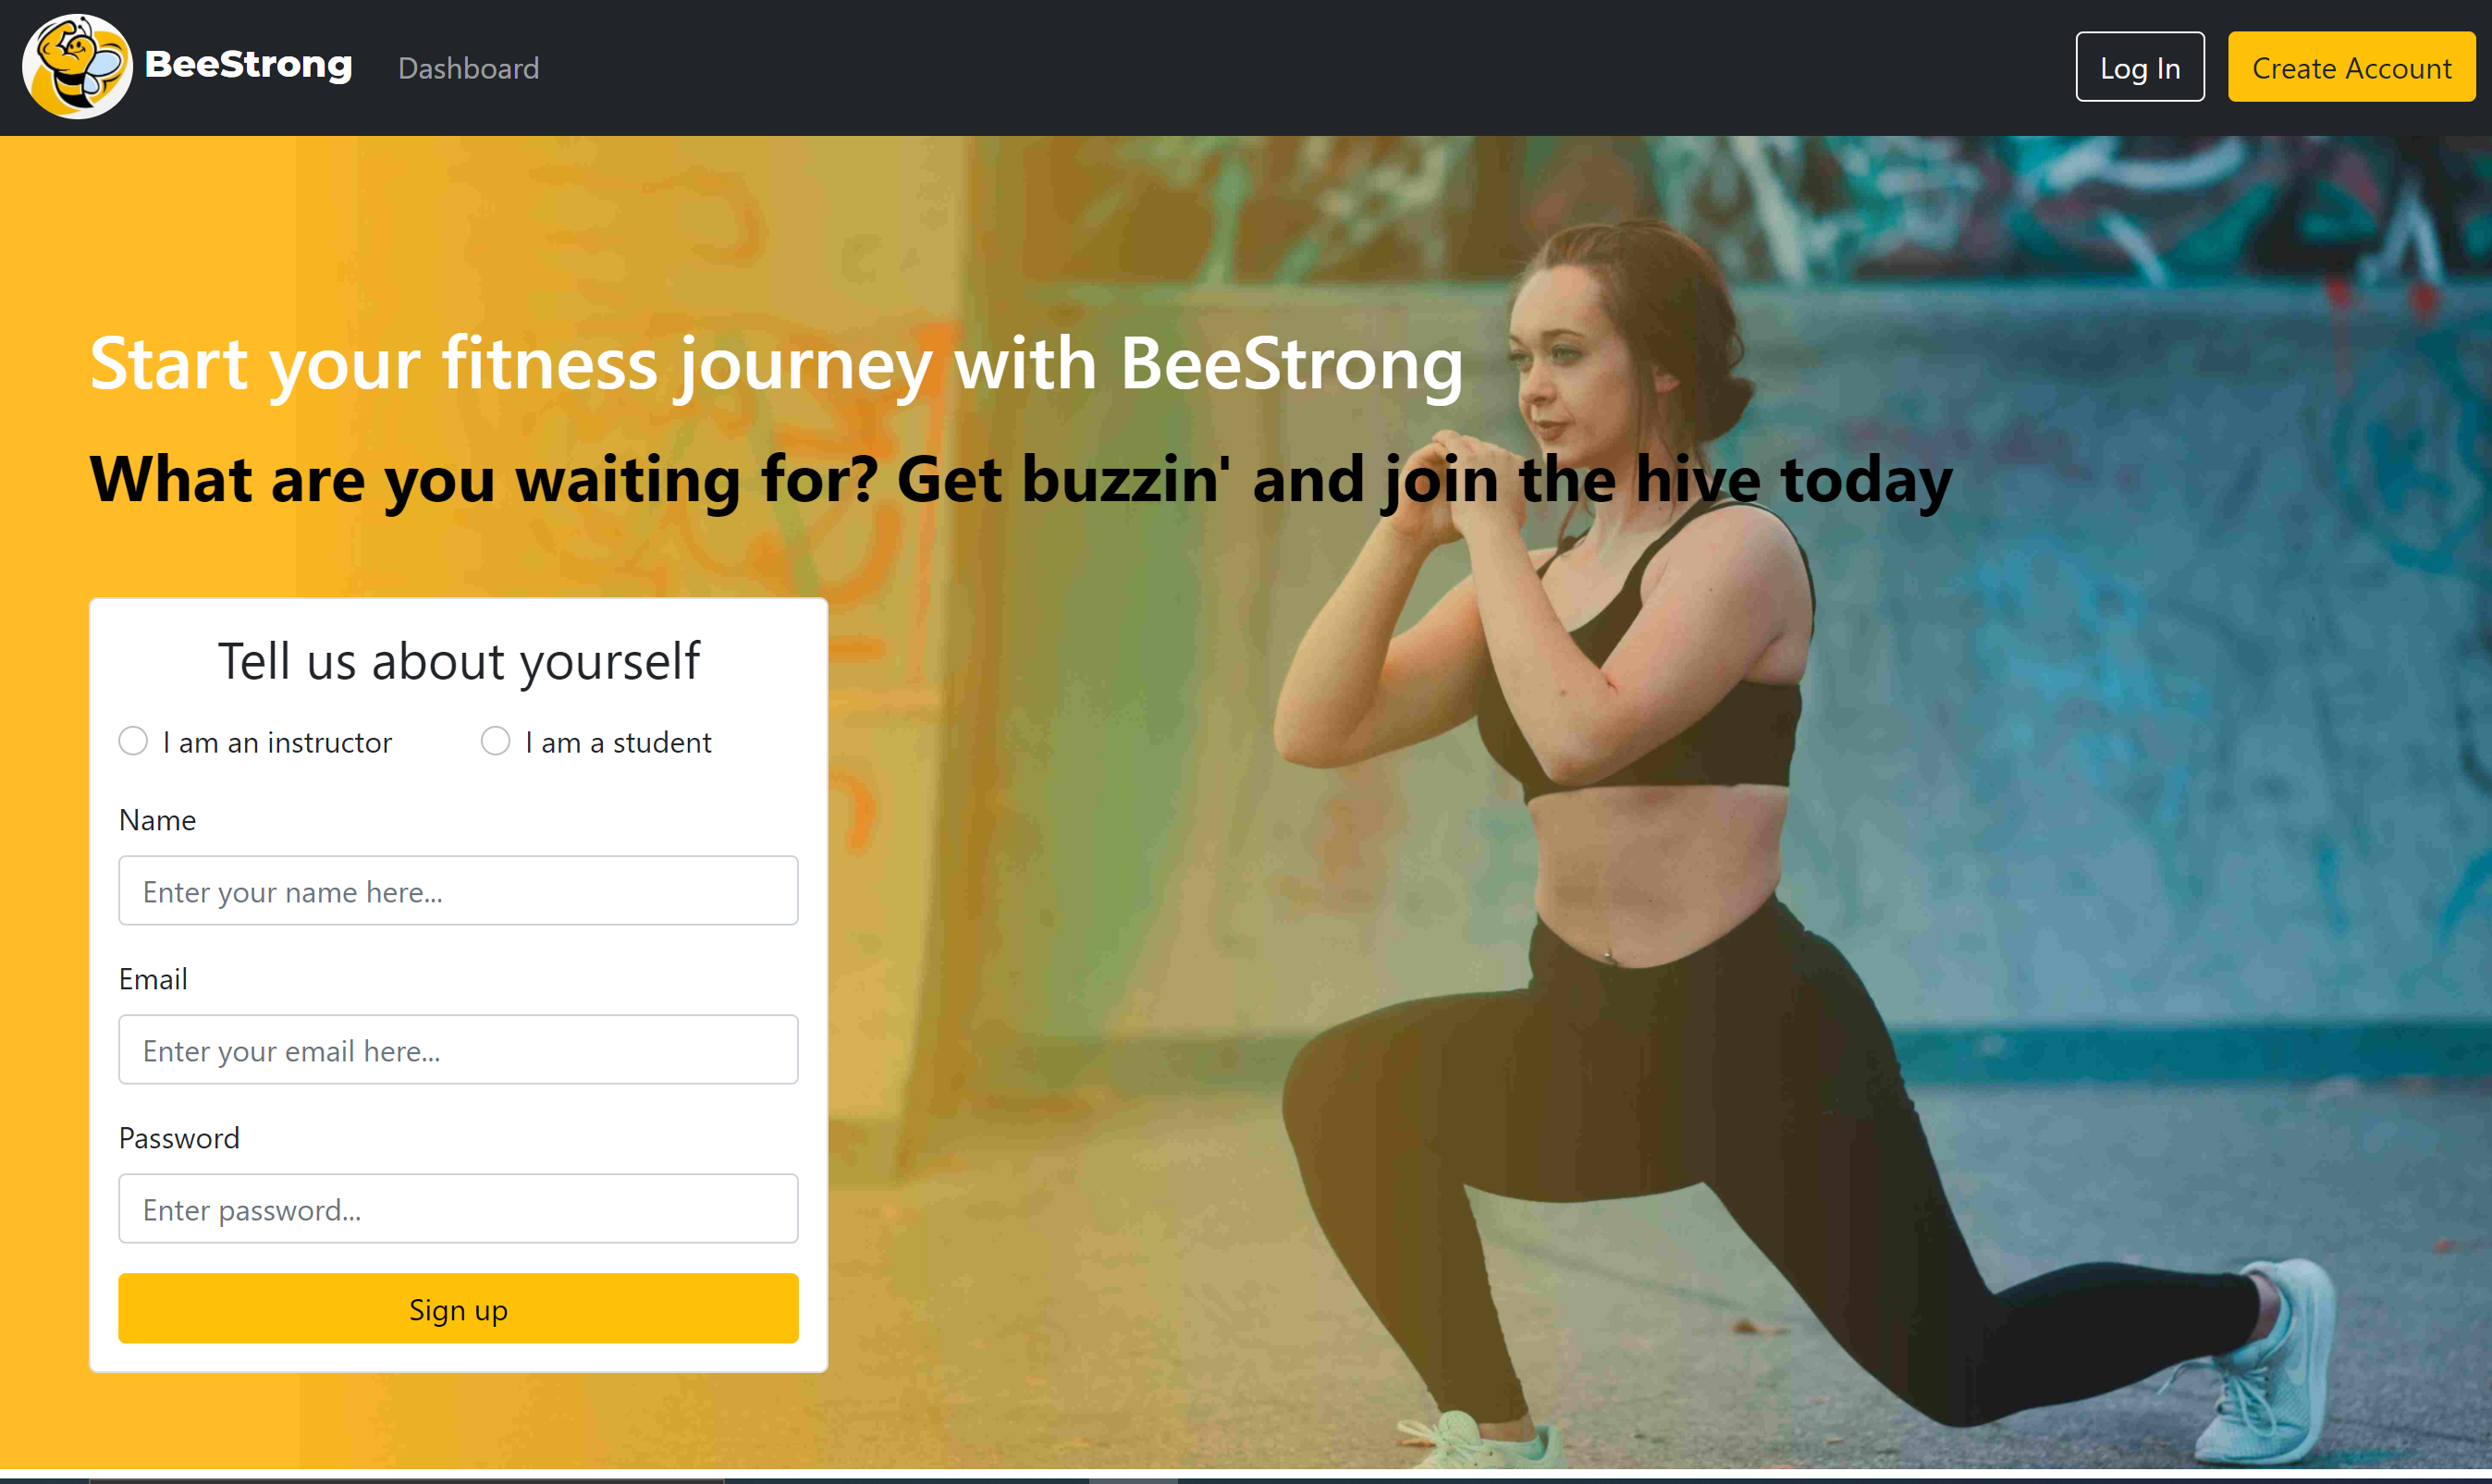 BeeStrong
Dashboard
Log In
Create Account
Start your fitness journey with BeeStrong
What are you waiting for? Get buzzin' and join the hive today
Tell us about yourself
I am an instructor
I am a student
Name
Enter your name here...
Email
Enter your email here...
Password
Enter password...
Sign up